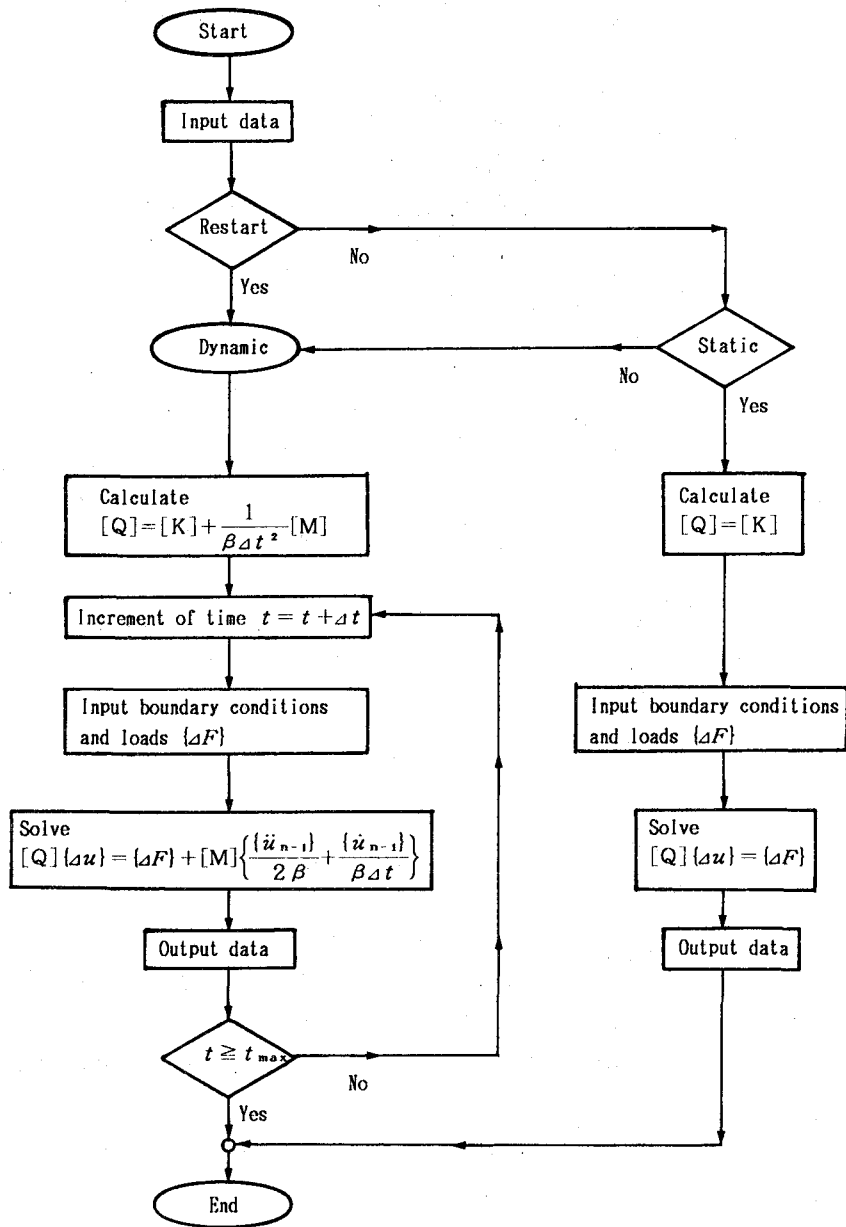 Start
Input data
Restart
No
Yes
Dynamic
Static
No
Yes
Calculate
[Q]=[K]+1/βΔt² [M]
Calculate
[Q]=[K]
Increment of time t=t+Δt
Input boundary conditions
and loads {ΔF}
Input boundary conditions
and loads {ΔF}
Solve
[Q]{Δu}={ΔF}+[M]{{ü n-1}/2β+{u̇ n-1}/βΔt}
Solve
[Q]{Δu}={ΔF}
Output data
Output data
t≧t max
No
Yes
End